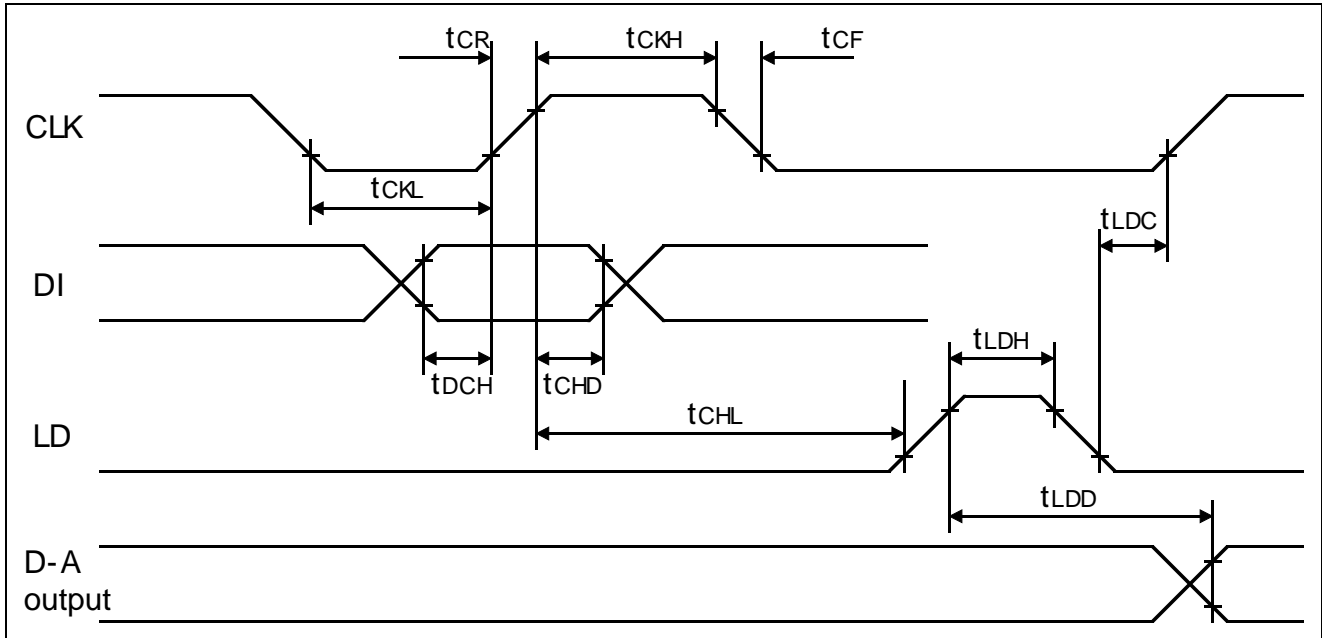 tCR
tCKH
tCF
CLK
tCKL
tLDC
DI
tLDH
tDCH
tCHD
tCHL
LD
tLDD
D-A
output